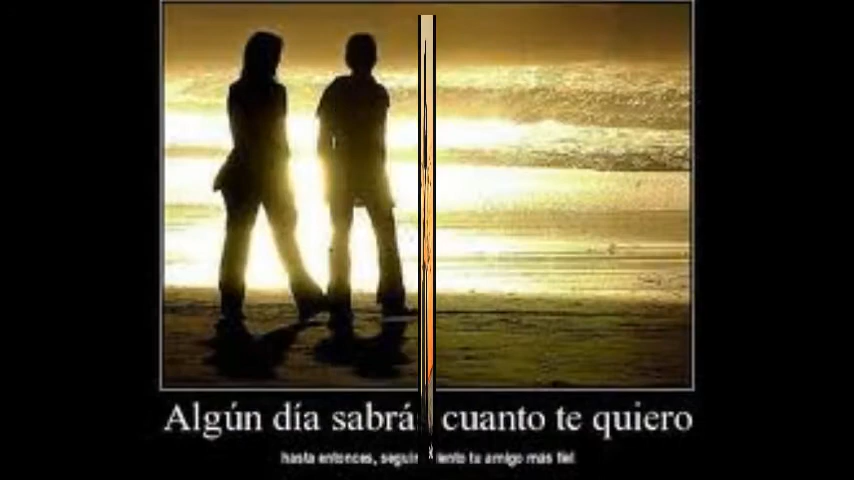 Algún día sabrá cuanto te quiero
hasta entonces, tu amigo más fiel